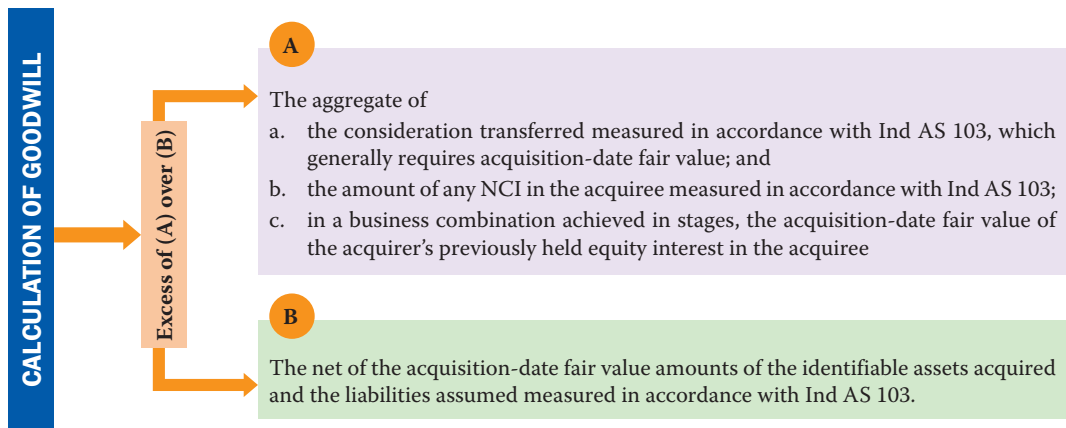 CALCULATION OF GOODWILL
Excess of (A) over (B)
A
The aggregate of
a. the consideration transferred measured in accordance with Ind AS 103, which
generally requires acquisition-date fair value; and
b. the amount of any NCI in the acquiree measured in accordance with Ind AS 103;
c. in a business combination achieved in stages, the acquisition-date fair value of
the acquirer’s previously held equity interest in the acquiree
B
The net of the acquisition-date fair value amounts of the identifiable assets acquired
and the liabilities assumed measured in accordance with Ind AS 103.